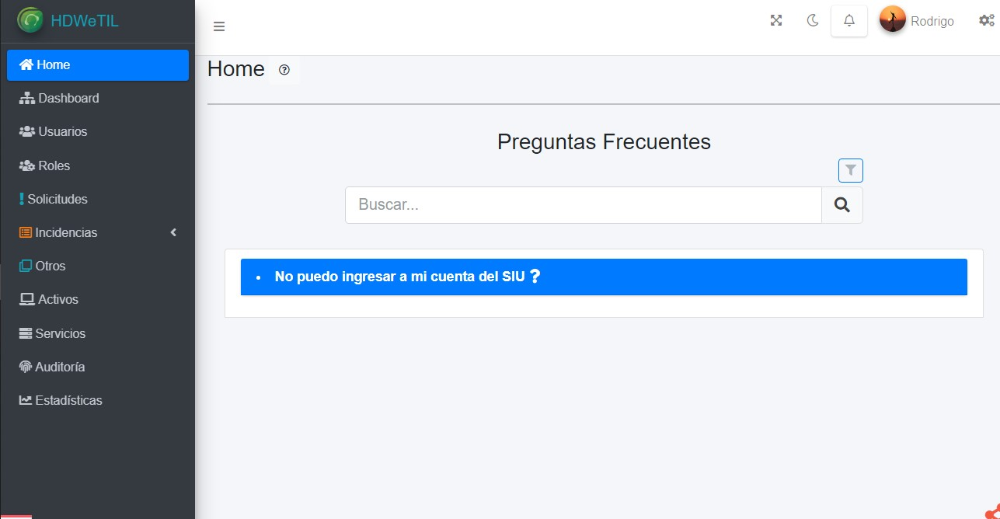 HDWeTIL
Home
Dashboard
Usuarios
Roles
Solicitudes
Incidencias
Otros
Activos
Servicios
Auditoría
Estadísticas
Rodrigo
Home ?
Preguntas Frecuentes
Buscar...
• No puedo ingresar a mi cuenta del SIU ?